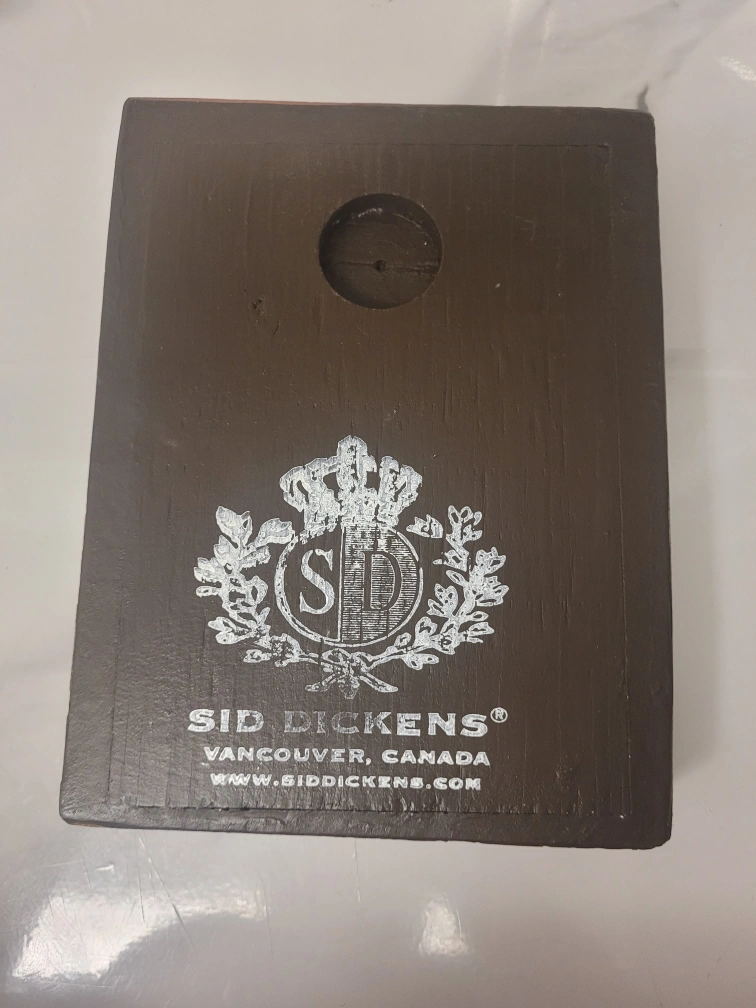 SD
SID DICKENS®
VANCOUVER, CANADA
WWW.SIDDICKENS.COM